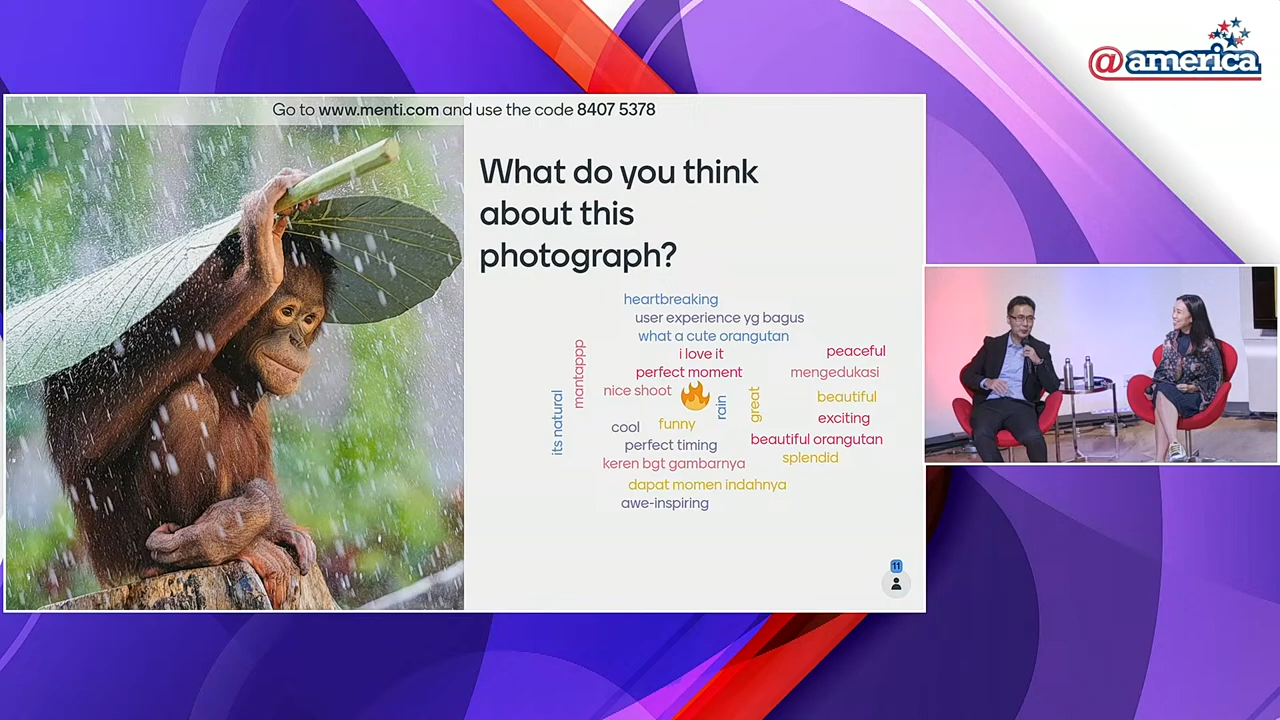 @america
Go to www.menti.com and use the code 8407 5378
What do you think
about this
photograph?
heartbreaking
user experience yg bagus
what a cute orangutan
i love it
peaceful
mantappp
perfect moment
mengedukasi
nice shoot
rain
great
beautiful
its natural
cool
funny
exciting
perfect timing
beautiful orangutan
keren bgt gambarnya
splendid
dapat momen indahnya
awe-inspiring
11